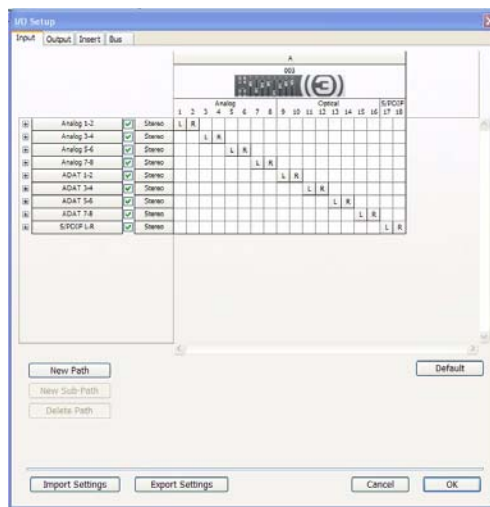 I/O Setup
Input Output Insert Bus
A
003
Analog Optical S/PDIF
1 2 3 4 5 6 7 8 9 10 11 12 13 14 15 16 17 18
Analog 1-2 Stereo L R
Analog 3-4 Stereo L R
Analog 5-6 Stereo L R
Analog 7-8 Stereo L R
ADAT 1-2 Stereo L R
ADAT 3-4 Stereo L R
ADAT 5-6 Stereo L R
ADAT 7-8 Stereo L R
S/PDIF L-R Stereo L R
New Path Default
New Sub-Path
Delete Path
Import Settings Export Settings Cancel OK